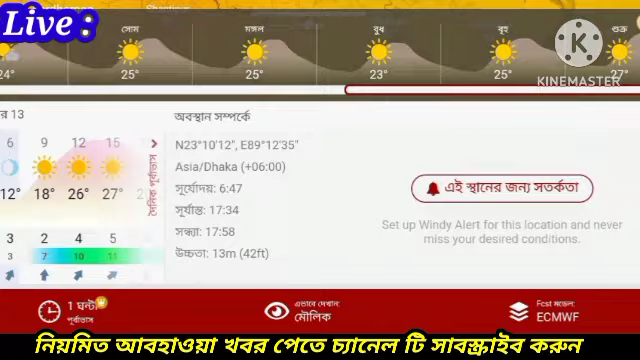 Live :
সোম
মঙ্গল
বুধ
বৃহ
শুক্র
24°
25°
25°
23°
25°
27°
KINEMASTER
র 13
অবস্থান সম্পর্কে
6 9 12 15
12° 18° 26° 27° 2
3 2 4 5
3 7 10 11
দৈনিক পূর্বাভাস
N23°10'12", E89°12'35"
Asia/Dhaka (+06:00)
সূর্যোদয়: 6:47
সূর্যাস্ত: 17:34
সন্ধ্যা: 17:58
উচ্চতা: 13m (42ft)
এই স্থানের জন্য সতর্কতা
Set up Windy Alert for this location and never
miss your desired conditions.
1 ঘন্টা
পূর্বাভাস
এভাবে দেখান:
মৌলিক
Fcst মডেল:
ECMWF
নিয়মিত আবহাওয়া খবর পেতে চ্যানেল টি সাবস্ক্রাইব করুন